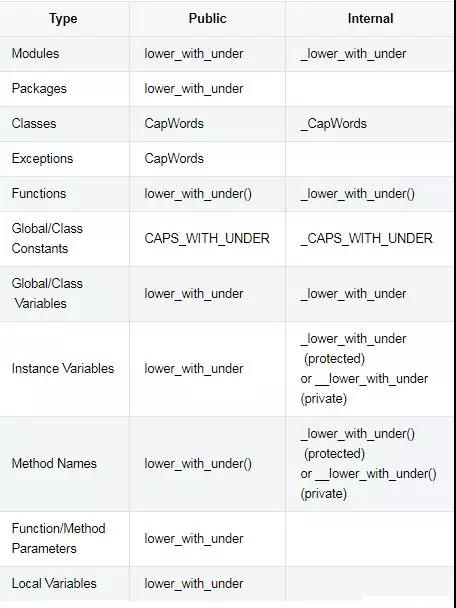 Type Public Internal
Modules lower_with_under _lower_with_under
Packages lower_with_under
Classes CapWords _CapWords
Exceptions CapWords
Functions lower_with_under() _lower_with_under()
Global/Class
Constants CAPS_WITH_UNDER _CAPS_WITH_UNDER
Global/Class
Variables lower_with_under _lower_with_under
Instance Variables lower_with_under _lower_with_under
(protected)
or __lower_with_under
(private)
Method Names lower_with_under() _lower_with_under()
(protected)
or __lower_with_under()
(private)
Function/Method
Parameters lower_with_under
Local Variables lower_with_under